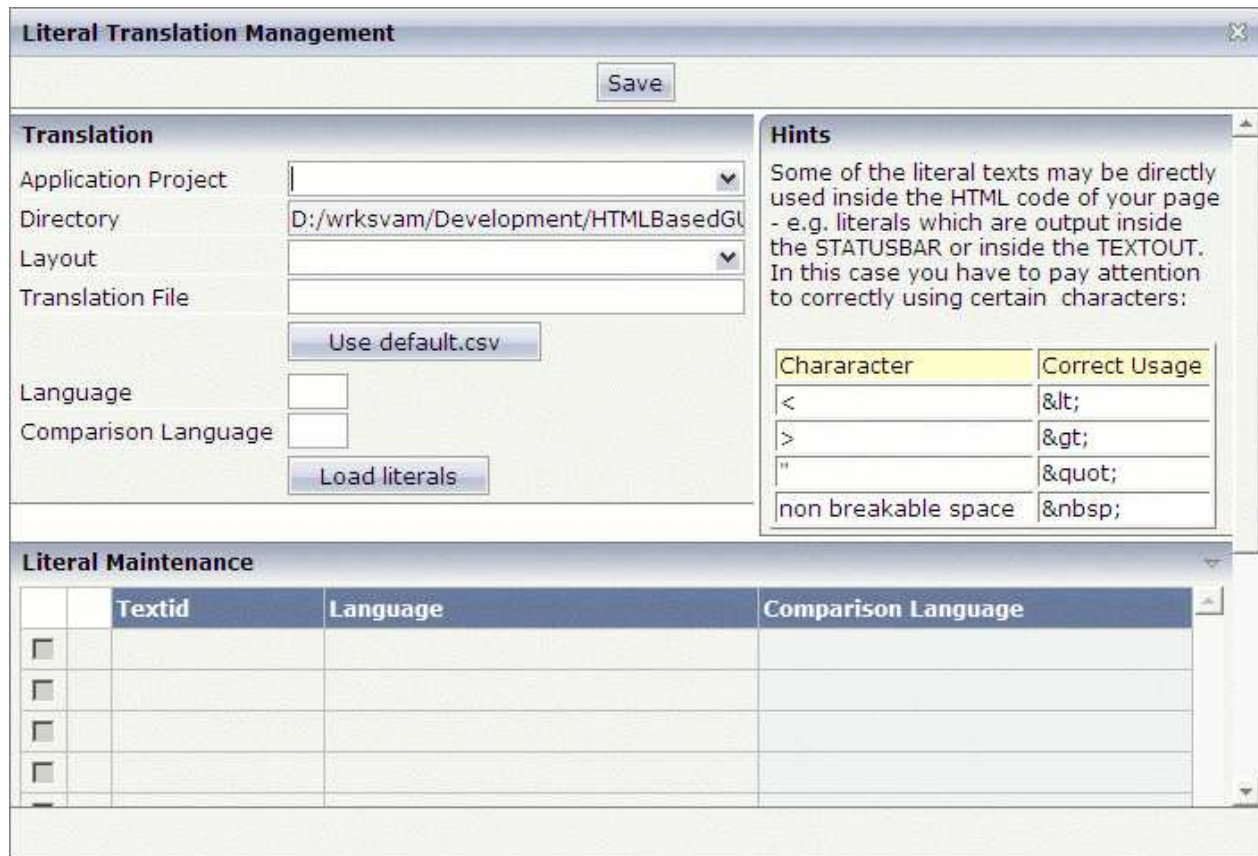 Literal Translation Management
Save
Translation
Application Project
Directory D:/wrksvam/Development/HTMLBasedGU
Layout
Translation File
Use default.csv
Language
Comparison Language
Load literals
Hints
Some of the literal texts may be directly
used inside the HTML code of your page
- e.g. literals which are output inside
the STATUSBAR or inside the TEXTOUT.
In this case you have to pay attention
to correctly using certain characters:
Chararacter Correct Usage
< &lt;
> &gt;
" &quot;
non breakable space &nbsp;
Literal Maintenance
Textid Language Comparison Language